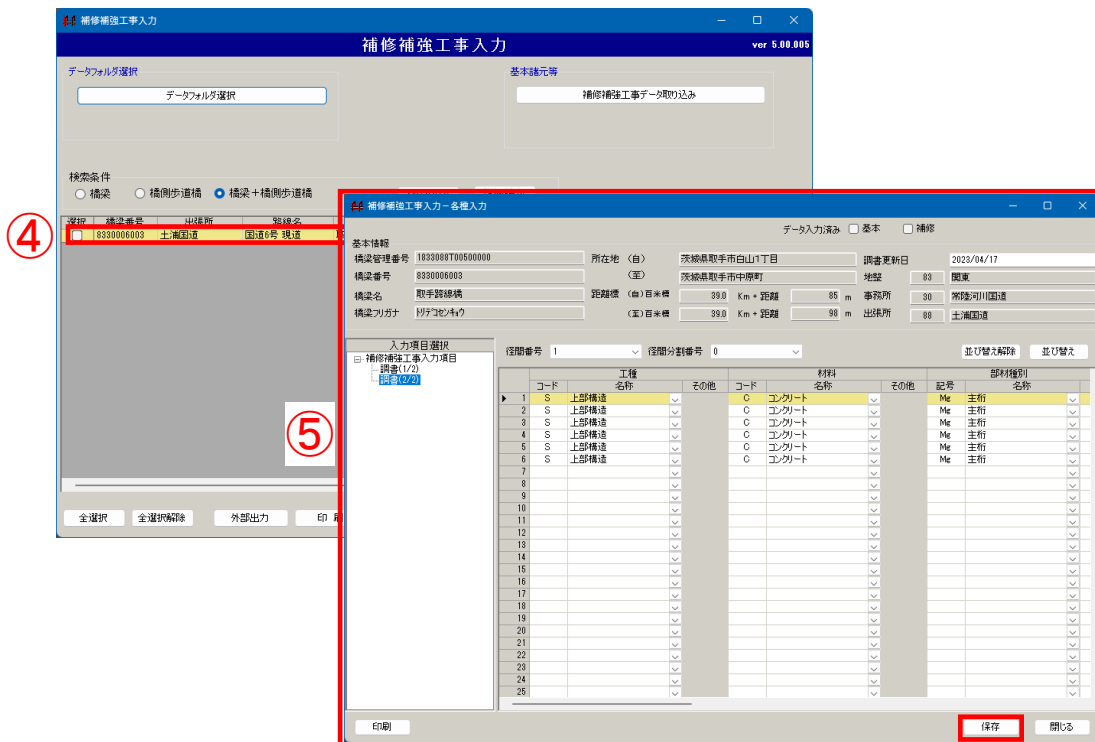 補修補強工事入力
補修補強工事入力
ver 5.00.005
データフォルダ選択
基本諸元等
データフォルダ選択
補修補強工事データ取り込み
検索条件
橋梁 橋側歩道橋 橋梁+橋側歩道橋
選択 橋梁番号 出張所 路線名
8330006003 土浦国道 国道6号 現道
④
全選択 全選択解除 外部出力 印 刷
⑤
補修補強工事入力-各種入力
データ入力済み 基本 補修
基本情報
橋梁管理番号 1833088T00500000 所在地 (自) 茨城県取手市白山1丁目 調書更新日 2023/04/17
橋梁番号 8330006003 (至) 茨城県取手市中原町 地整 83 関東
橋梁名 取手跨線橋 距離標 (自)百米標 39.0 Km + 距離 85 m 事務所 30 常陸河川国道
橋梁フリガナ トリデコセンキョウ (至)百米標 39.0 Km + 距離 98 m 出張所 88 土浦国道
入力項目選択
補修補強工事入力項目
調書(1/2)
調書(2/2)
径間番号 1 径間分割番号 0 並び替え解除 並び替え
工種 材料 部材種別
コード 名称 その他 コード 名称 その他 記号 名称
1 S 上部構造 C コンクリート Mg 主桁
2 S 上部構造 C コンクリート Mg 主桁
3 S 上部構造 C コンクリート Mg 主桁
4 S 上部構造 C コンクリート Mg 主桁
5 S 上部構造 C コンクリート Mg 主桁
6 S 上部構造 C コンクリート Mg 主桁
7
8
9
10
11
12
13
14
15
16
17
18
19
20
21
22
23
24
25
印刷 保存 閉じる